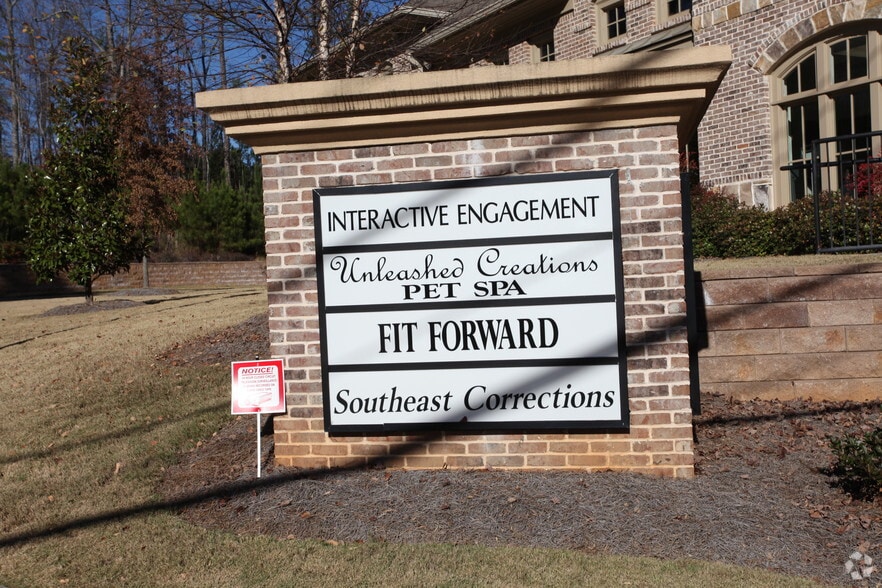 INTERACTIVE ENGAGEMENT
Unleashed Creations
PET SPA
FIT FORWARD
Southeast Corrections
NOTICE!